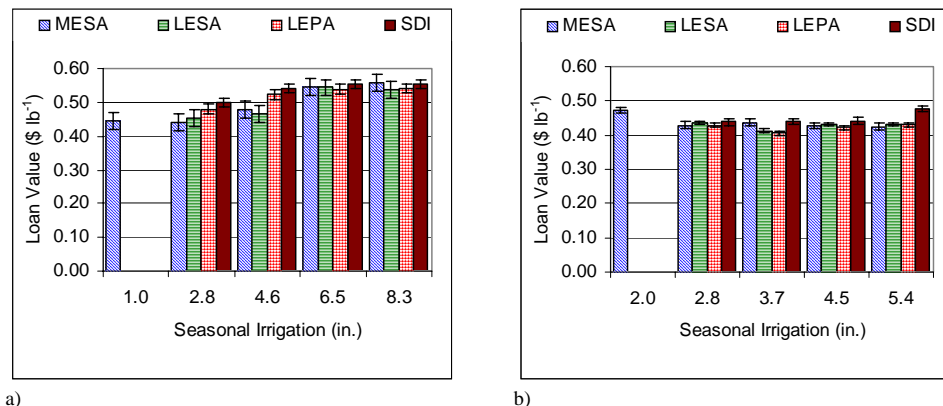 MESA LESA LEPA SDI
0.60
0.50
0.40
0.30
0.20
0.10
0.00
Loan Value ($ lb-1)
1.0 2.8 4.6 6.5 8.3
Seasonal Irrigation (in.)
a)
MESA LESA LEPA SDI
0.60
0.50
0.40
0.30
0.20
0.10
0.00
Loan Value ($ lb-1)
2.0 2.8 3.7 4.5 5.4
Seasonal Irrigation (in.)
b)